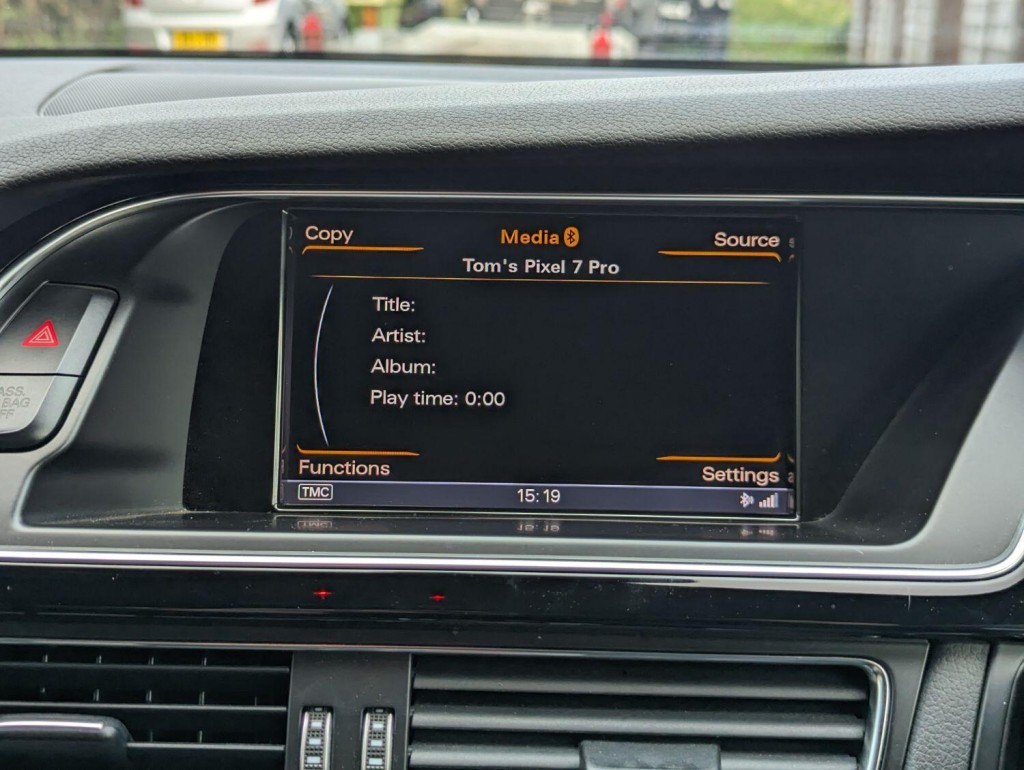 Copy
Media
Source
Tom's Pixel 7 Pro
Title:
Artist:
Album:
Play time: 0:00
Functions
Settings
TMC
15:19